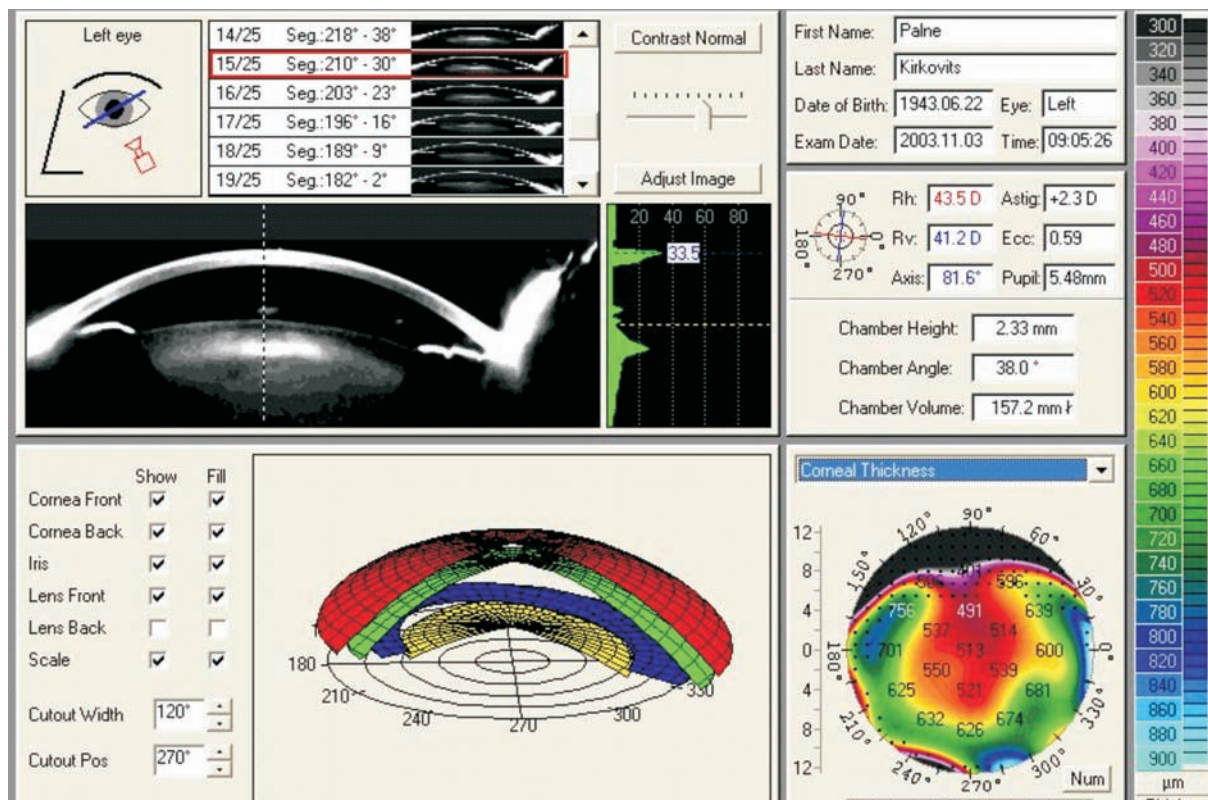 Left eye
14/25 Seg.:218° - 38°
15/25 Seg.:210° - 30°
16/25 Seg.:203° - 23°
17/25 Seg.:196° - 16°
18/25 Seg.:189° - 9°
19/25 Seg.:182° - 2°
Contrast Normal
Adjust Image
20 40 60 80
33.5
First Name: Palne
Last Name: Kirkovits
Date of Birth: 1943.06.22 Eye: Left
Exam Date: 2003.11.03 Time: 09:05:26
90°
180° 0°
270°
Rh: 43.5 D Astig: +2.3 D
Rv: 41.2 D Ecc: 0.59
Axis: 81.6° Pupil: 5.48mm
Chamber Height: 2.33 mm
Chamber Angle: 38.0 °
Chamber Volume: 157.2 mm ł
Show Fill
Cornea Front
Cornea Back
Iris
Lens Front
Lens Back
Scale
Cutout Width 120°
Cutout Pos 270°
180
210
240
270
300
330
Corneal Thickness
90°
120° 60°
150° 30°
180° 0°
210° 330°
240° 300°
270°
12
8
4
0
4
8
12
596
756 491 639
537 514
701 513 600
550 539
625 521 681
632 626 674
Num
300
320
340
360
380
400
420
440
460
480
500
520
540
560
580
600
620
640
660
680
700
720
740
760
780
800
820
840
860
880
900
µm